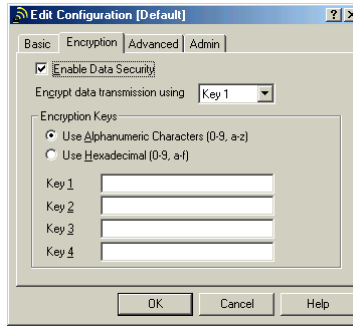 Edit Configuration [Default]
Basic Encryption Advanced Admin
Enable Data Security
Encrypt data transmission using Key 1
Encryption Keys
Use Alphanumeric Characters (0-9, a-z)
Use Hexadecimal (0-9, a-f)
Key 1
Key 2
Key 3
Key 4
OK Cancel Help